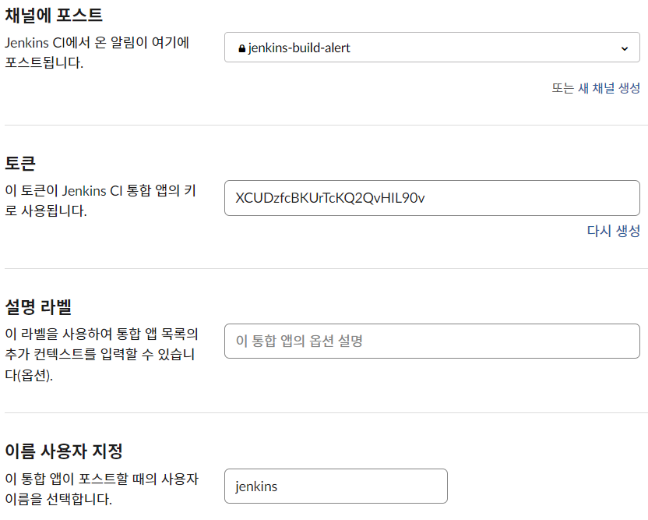 채널에 포스트
Jenkins CI에서 온 알림이 여기에
포스트됩니다.
jenkins-build-alert
또는 새 채널 생성
토큰
이 토큰이 Jenkins CI 통합 앱의 키
로 사용됩니다.
XCUDzfcBKUrTcKQ2QvHIL90v
다시 생성
설명 라벨
이 라벨을 사용하여 통합 앱 목록의
추가 컨텍스트를 입력할 수 있습니
다(옵션).
이 통합 앱의 옵션 설명
이름 사용자 지정
이 통합 앱이 포스트할 때의 사용자
이름을 선택합니다.
jenkins